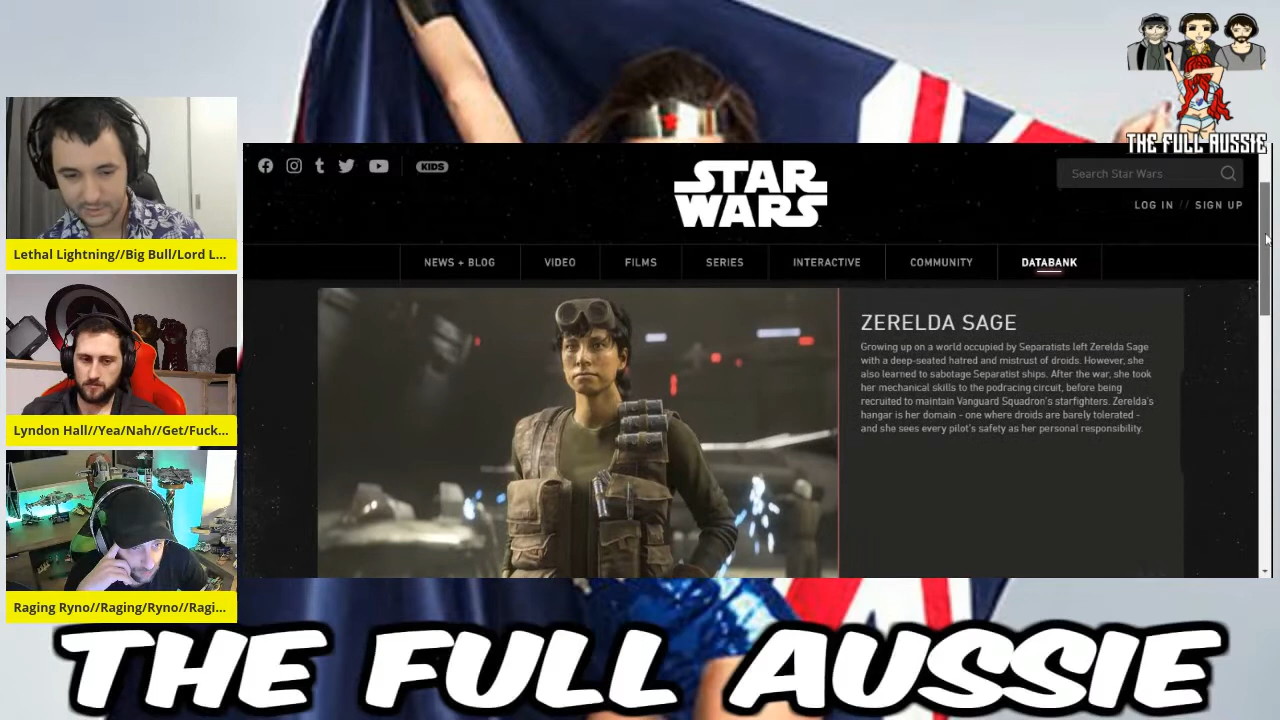 THE FULL AUSSIE
KIDS
STAR
WARS
Search Star Wars
LOG IN // SIGN UP
NEWS + BLOG
VIDEO
FILMS
SERIES
INTERACTIVE
COMMUNITY
DATABANK
Lethal Lightning//Big Bull/Lord L...
Lyndon Hall//Yea/Nah//Get/Fuck...
Raging Ryno//Raging/Ryno//Ragi...
ZERELDA SAGE
Growing up on a world occupied by Separatists left Zerelda Sage
with a deep-seated hatred and mistrust of droids. However, she
also learned to sabotage Separatist ships. After the war, she took
her mechanical skills to the podracing circuit, before being
recruited to maintain Vanguard Squadron's starfighters. Zerelda's
hangar is her domain - one where droids are barely tolerated -
and she sees every pilot's safety as her personal responsibility.
THE FULL AUSSIE